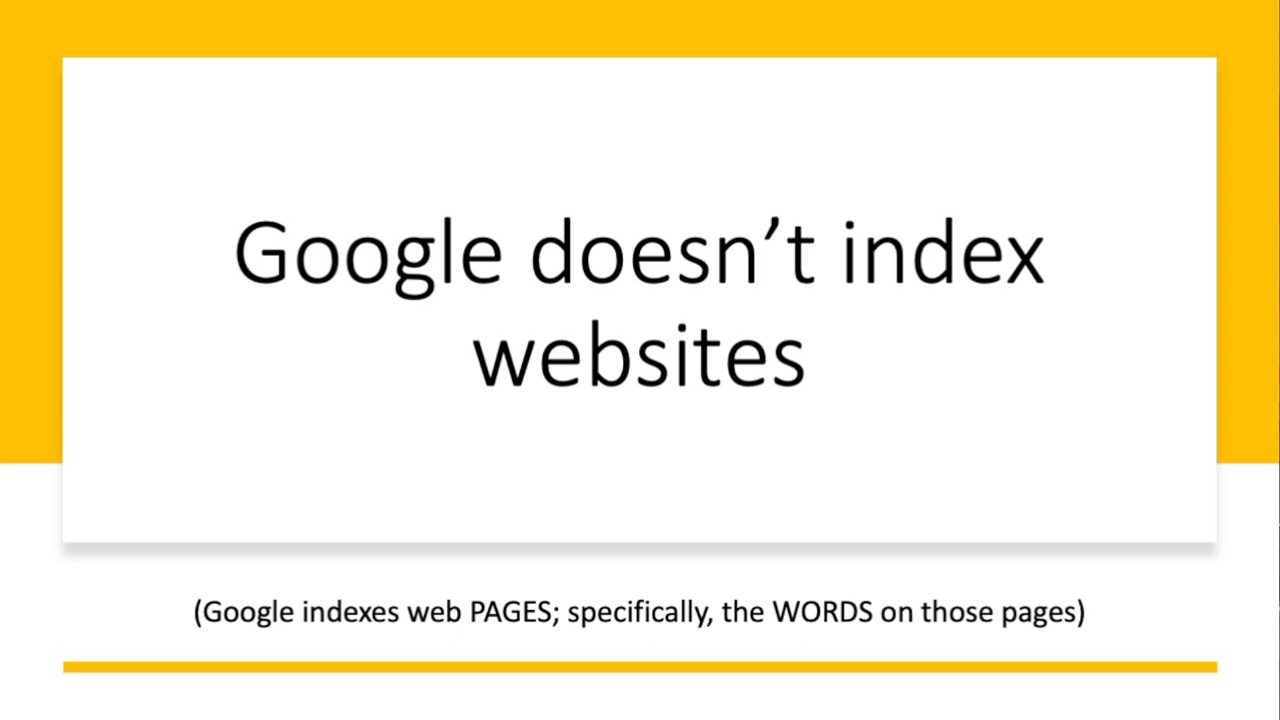 Google doesn’t index
websites
(Google indexes web PAGES; specifically, the WORDS on those pages)